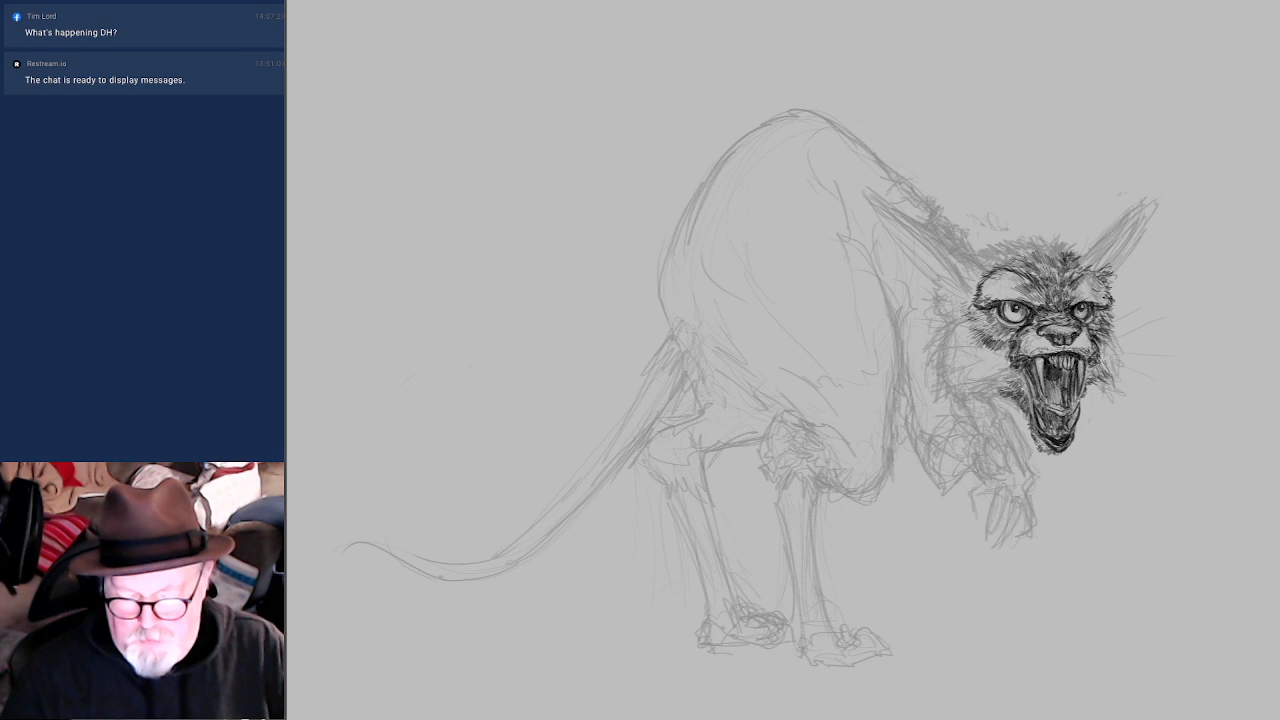 Tim Lord
What's happening DH?
Restream.io
The chat is ready to display messages.